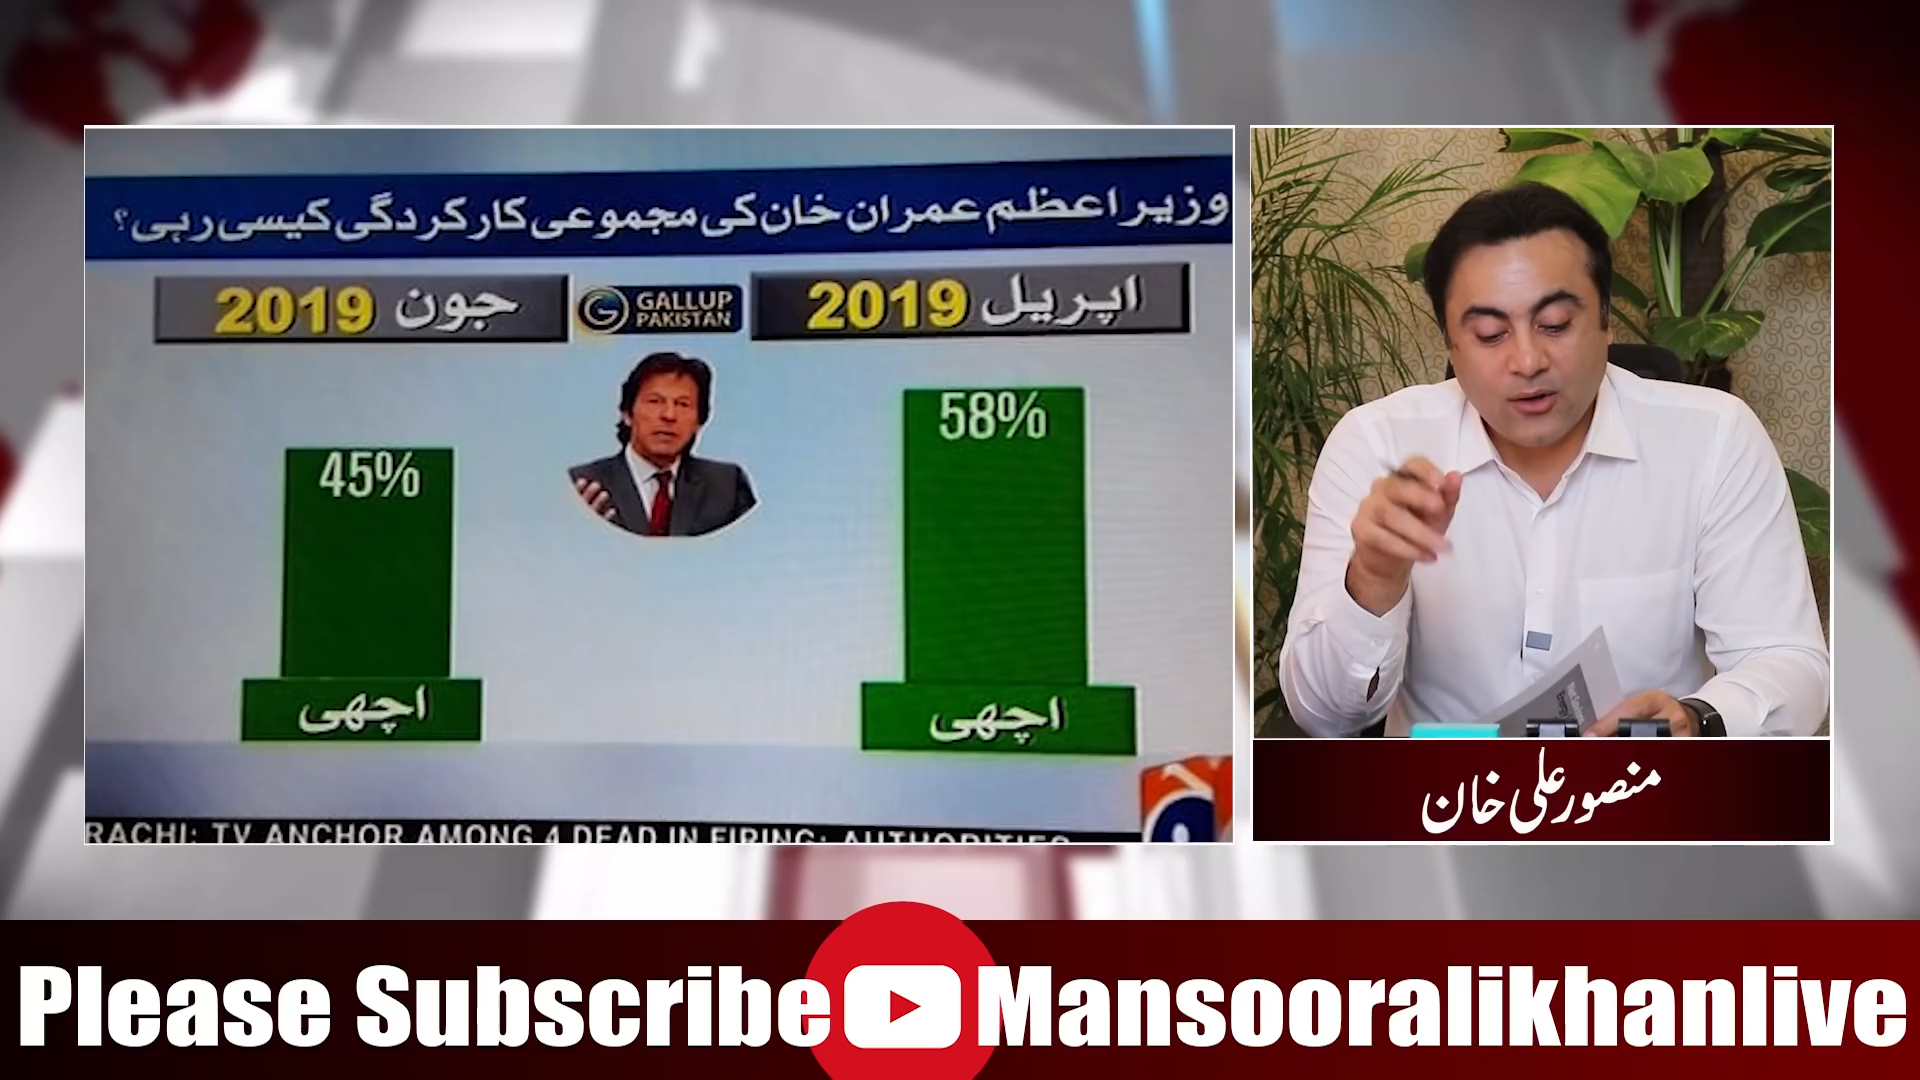 وزیراعظم عمران خان کی مجموعی کارکردگی کیسی رہی؟
اپریل 2019
GALLUP
PAKISTAN
جون 2019
58%
45%
اچھی
اچھی
RACHI: TV ANCHOR AMONG 4 DEAD IN FIRING: AUTHORITIES
منصور علی خان
Please Subscribe Mansooralikhanlive